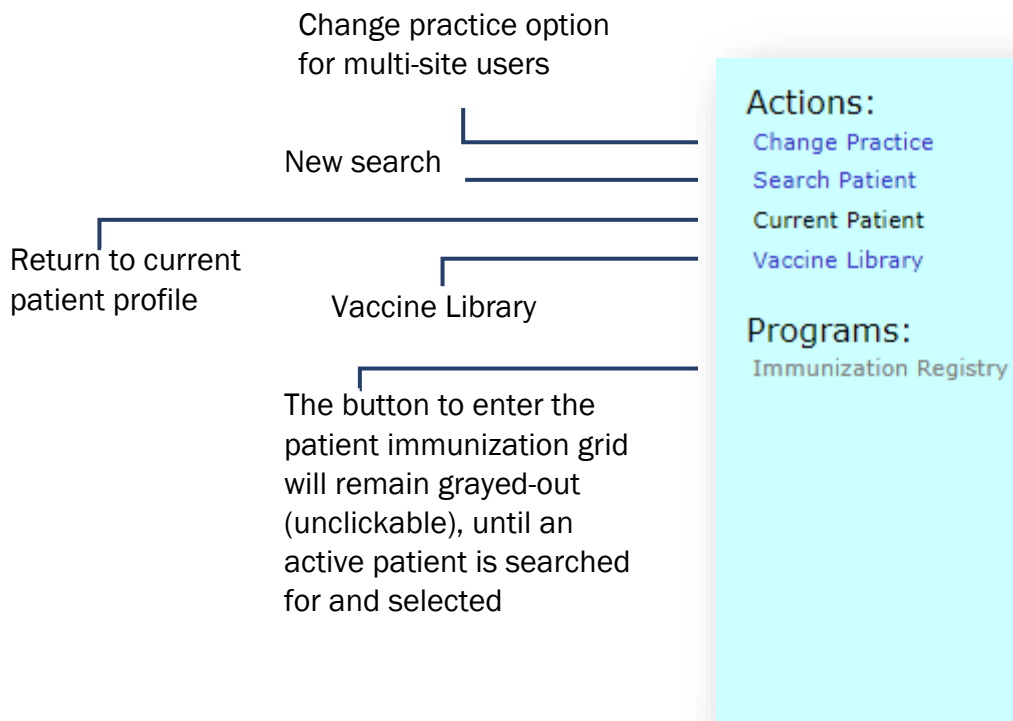 Change practice option
for multi-site users
New search
Return to current
patient profile
Vaccine Library
The button to enter the
patient immunization grid
will remain grayed-out
(unclickable), until an
active patient is searched
for and selected
Actions:
Change Practice
Search Patient
Current Patient
Vaccine Library
Programs:
Immunization Registry